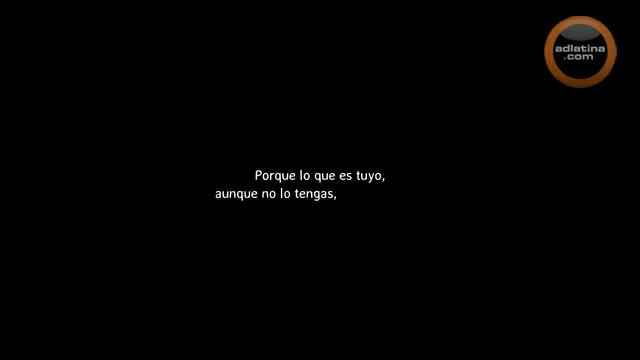 adlatina
.com
Porque lo que es tuyo,
aunque no lo tengas,